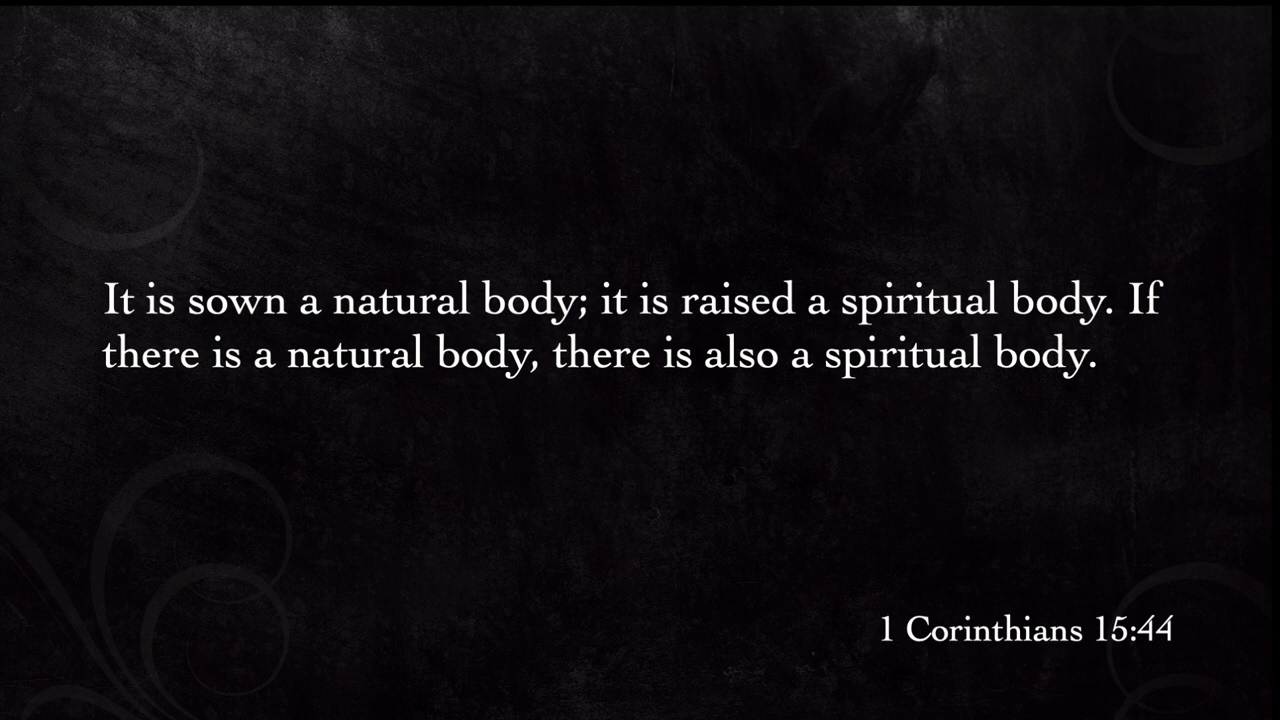 It is sown a natural body; it is raised a spiritual body. If
there is a natural body, there is also a spiritual body.
1 Corinthians 15:44